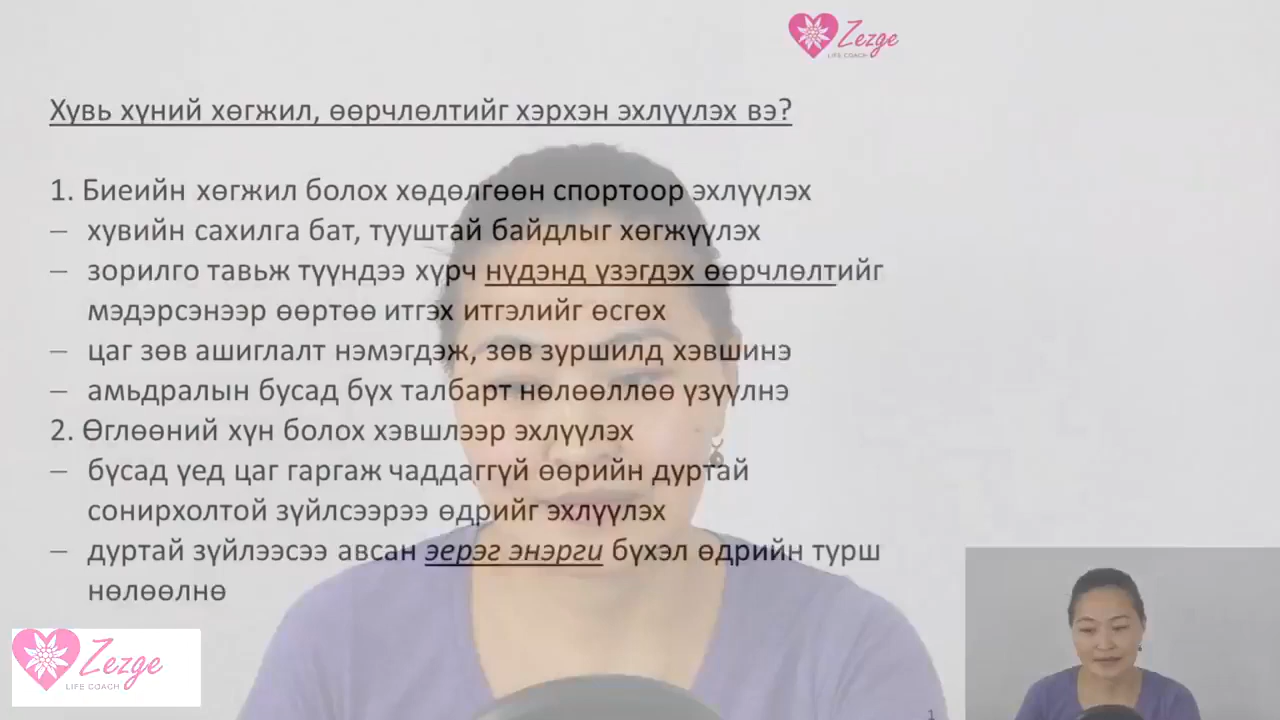 Zezge
LIFE COACH
Хувь хүний хөгжил, өөрчлөлтийг хэрхэн эхлүүлэх вэ?
1. Биеийн хөгжил болох хөдөлгөөн спортоор эхлүүлэх
– хувийн сахилга бат, тууштай байдлыг хөгжүүлэх
– зорилго тавьж түүндээ хүрч нүдэнд үзэгдэх өөрчлөлтийг
мэдэрсэнээр өөртөө итгэх итгэлийг өсгөх
– цаг зөв ашиглалт нэмэгдэж, зөв зуршилд хэвшинэ
– амьдралын бусад бүх талбарт нөлөөллөө үзүүлнэ
2. Өглөөний хүн болох хэвшлээр эхлүүлэх
– бусад үед цаг гаргаж чаддаггүй өөрийн дуртай
сонирхолтой зүйлсээрээ өдрийг эхлүүлэх
– дуртай зүйлээсээ авсан эерэг энэрги бүхэл өдрийн турш
нөлөөлнө
Zezge
LIFE COACH
1